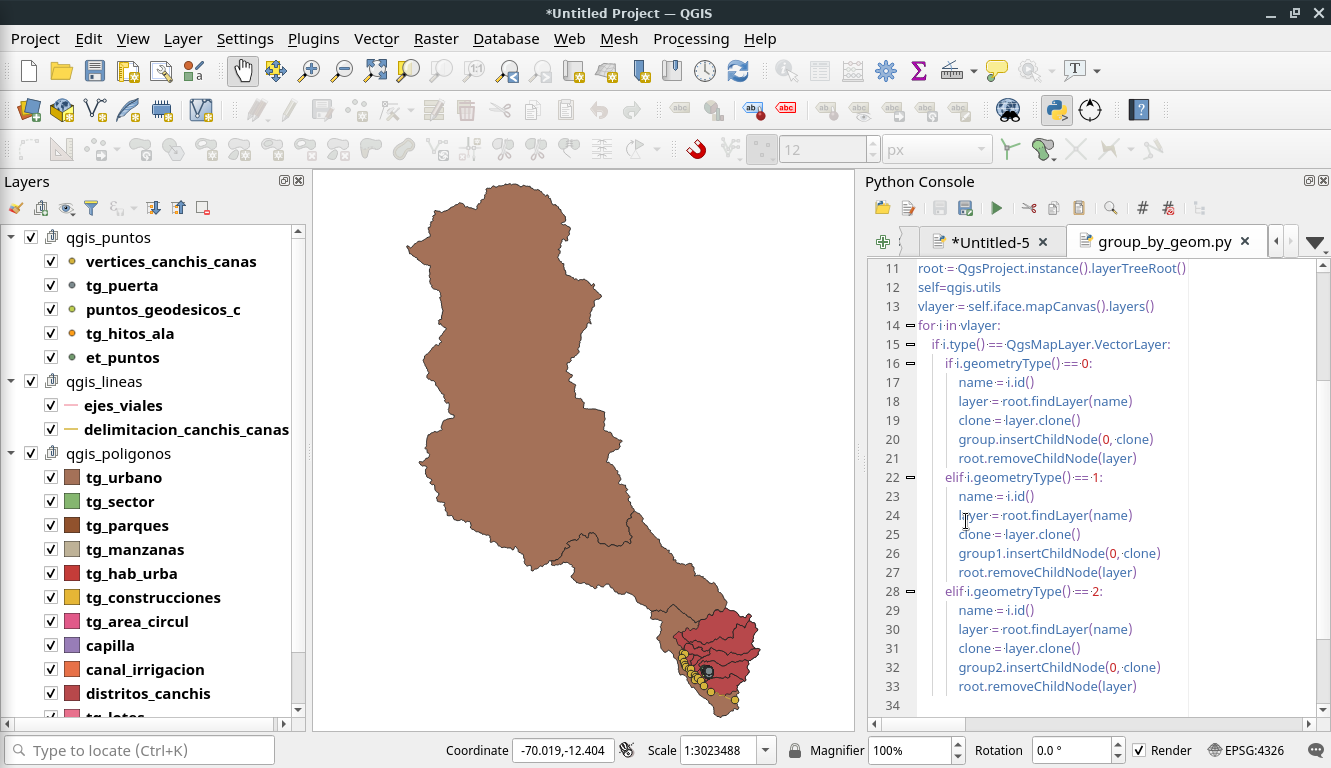 *Untitled Project — QGIS
Project Edit View Layer Settings Plugins Vector Raster Database Web Mesh Processing Help
12 px
Layers
qgis_puntos
vertices_canchis_canas
tg_puerta
puntos_geodesicos_c
tg_hitos_ala
et_puntos
qgis_lineas
ejes_viales
delimitacion_canchis_canas
qgis_poligonos
tg_urbano
tg_sector
tg_parques
tg_manzanas
tg_hab_urba
tg_construcciones
tg_area_circul
capilla
canal_irrigacion
distritos_canchis
Python Console
*Untitled-5 group_by_geom.py
11 root = QgsProject.instance().layerTreeRoot()
12 self=qgis.utils
13 vlayer = self.iface.mapCanvas().layers()
14 for i in vlayer:
15 if i.type() == QgsMapLayer.VectorLayer:
16 if i.geometryType() == 0:
17 name = i.id()
18 layer = root.findLayer(name)
19 clone = layer.clone()
20 group.insertChildNode(0, clone)
21 root.removeChildNode(layer)
22 elif i.geometryType() == 1:
23 name = i.id()
24 layer = root.findLayer(name)
25 clone = layer.clone()
26 group1.insertChildNode(0, clone)
27 root.removeChildNode(layer)
28 elif i.geometryType() == 2:
29 name = i.id()
30 layer = root.findLayer(name)
31 clone = layer.clone()
32 group2.insertChildNode(0, clone)
33 root.removeChildNode(layer)
34
Type to locate (Ctrl+K) Coordinate -70.019,-12.404 Scale 1:3023488 Magnifier 100% Rotation 0.0 ° Render EPSG:4326